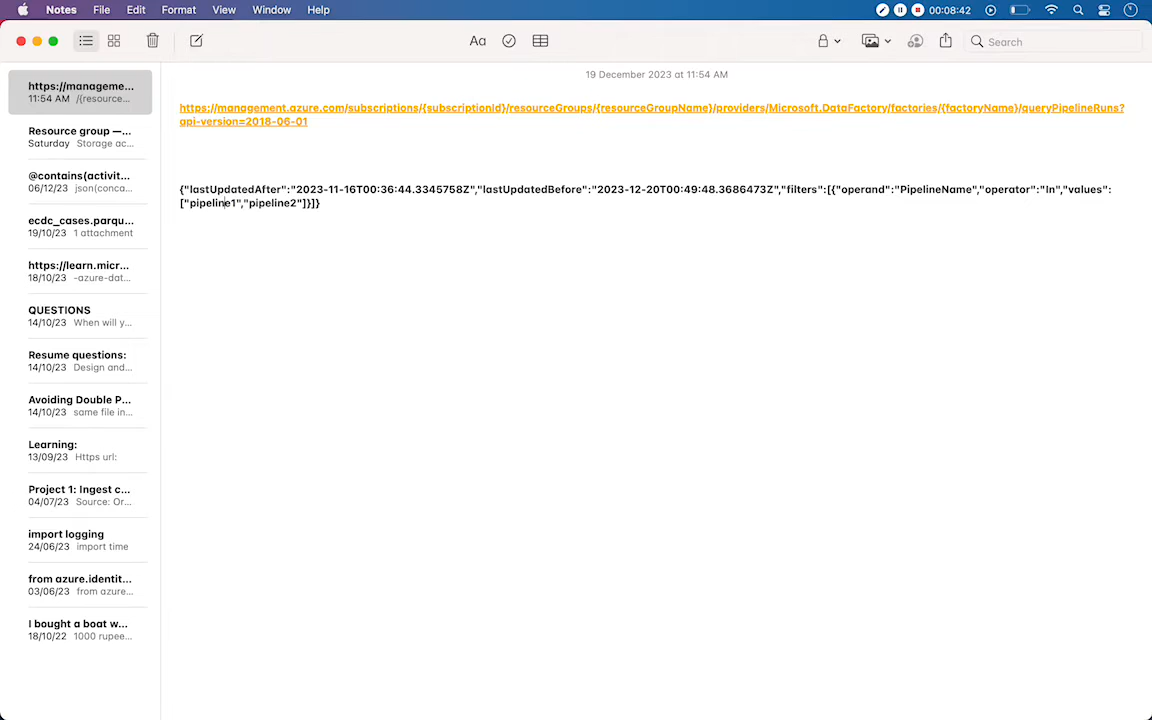 Notes File Edit Format View Window Help 00:08:42
Aa Search
https://manageme...
11:54 AM /{resource...
Resource group —...
Saturday Storage ac...
@contains(activit...
06/12/23 json(conca...
ecdc_cases.parqu...
19/10/23 1 attachment
https://learn.micr...
18/10/23 -azure-dat...
QUESTIONS
14/10/23 When will y...
Resume questions:
14/10/23 Design and...
Avoiding Double P...
14/10/23 same file in...
Learning:
13/09/23 Https url:
Project 1: Ingest c...
04/07/23 Source: Or...
import logging
24/06/23 import time
from azure.identit...
03/06/23 from azure...
I bought a boat w...
18/10/22 1000 rupee...
19 December 2023 at 11:54 AM
https://management.azure.com/subscriptions/{subscriptionId}/resourceGroups/{resourceGroupName}/providers/Microsoft.DataFactory/factories/{factoryName}/queryPipelineRuns?
api-version=2018-06-01
{"lastUpdatedAfter":"2023-11-16T00:36:44.3345758Z","lastUpdatedBefore":"2023-12-20T00:49:48.3686473Z","filters":[{"operand":"PipelineName","operator":"In","values":
["pipeline1","pipeline2"]}]}